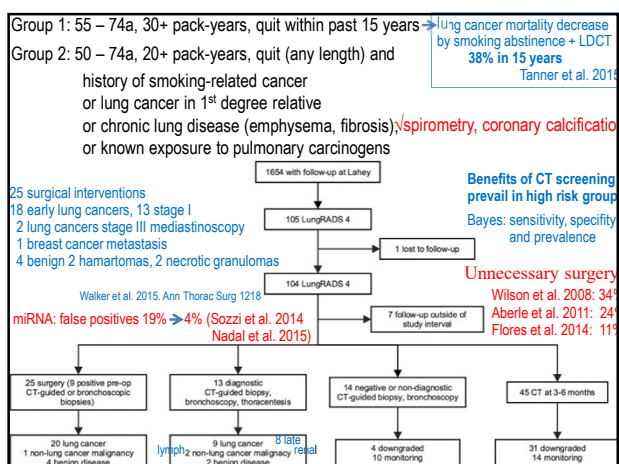 Group 1: 55 – 74a, 30+ pack-years, quit within past 15 years
lung cancer mortality decrease
by smoking abstinence + LDCT
38% in 15 years
Tanner et al. 2015
Group 2: 50 – 74a, 20+ pack-years, quit (any length) and
history of smoking-related cancer
or lung cancer in 1st degree relative
or chronic lung disease (emphysema, fibrosis);√spirometry, coronary calcificatio
or known exposure to pulmonary carcinogens
1654 with follow-up at Lahey
25 surgical interventions
18 early lung cancers, 13 stage I
2 lung cancers stage III mediastinoscopy
1 breast cancer metastasis
4 benign 2 hamartomas, 2 necrotic granulomas
Benefits of CT screening
prevail in high risk group
Bayes: sensitivity, specifity
and prevalence
105 LungRADS 4
1 lost to follow-up
104 LungRADS 4
Unnecessary surgery
Wilson et al. 2008: 34%
Aberle et al. 2011: 24%
Flores et al. 2014: 11%
Walker et al. 2015. Ann Thorac Surg 1218
miRNA: false positives 19% → 4% (Sozzi et al. 2014
Nadal et al. 2015)
7 follow-up outside of
study interval
25 surgery (9 positive pre-op
CT-guided or bronchoscopic
biopsies)
13 diagnostic
CT-guided biopsy,
bronchoscopy, thoracentesis
14 negative or non-diagnostic
CT-guided biopsy, bronchoscopy
45 CT at 3-6 months
20 lung cancer
1 non-lung cancer malignancy
4 benign disease
lymph
9 lung cancer
2 non-lung cancer malignancy
2 benign disease
8 late
renal
4 downgraded
10 monitoring
31 downgraded
14 monitoring